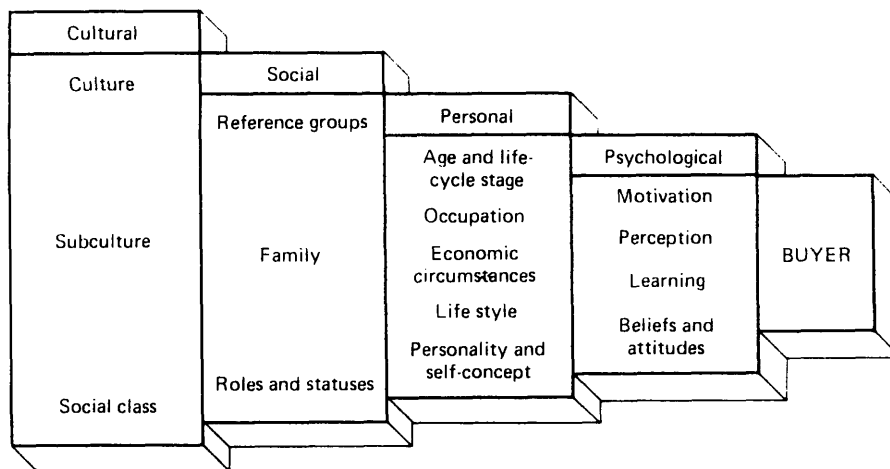 Cultural
Culture
Subculture
Social class
Social
Reference groups
Family
Roles and statuses
Personal
Age and life-
cycle stage
Occupation
Economic
circumstances
Life style
Personality and
self-concept
Psychological
Motivation
Perception
Learning
Beliefs and
attitudes
BUYER